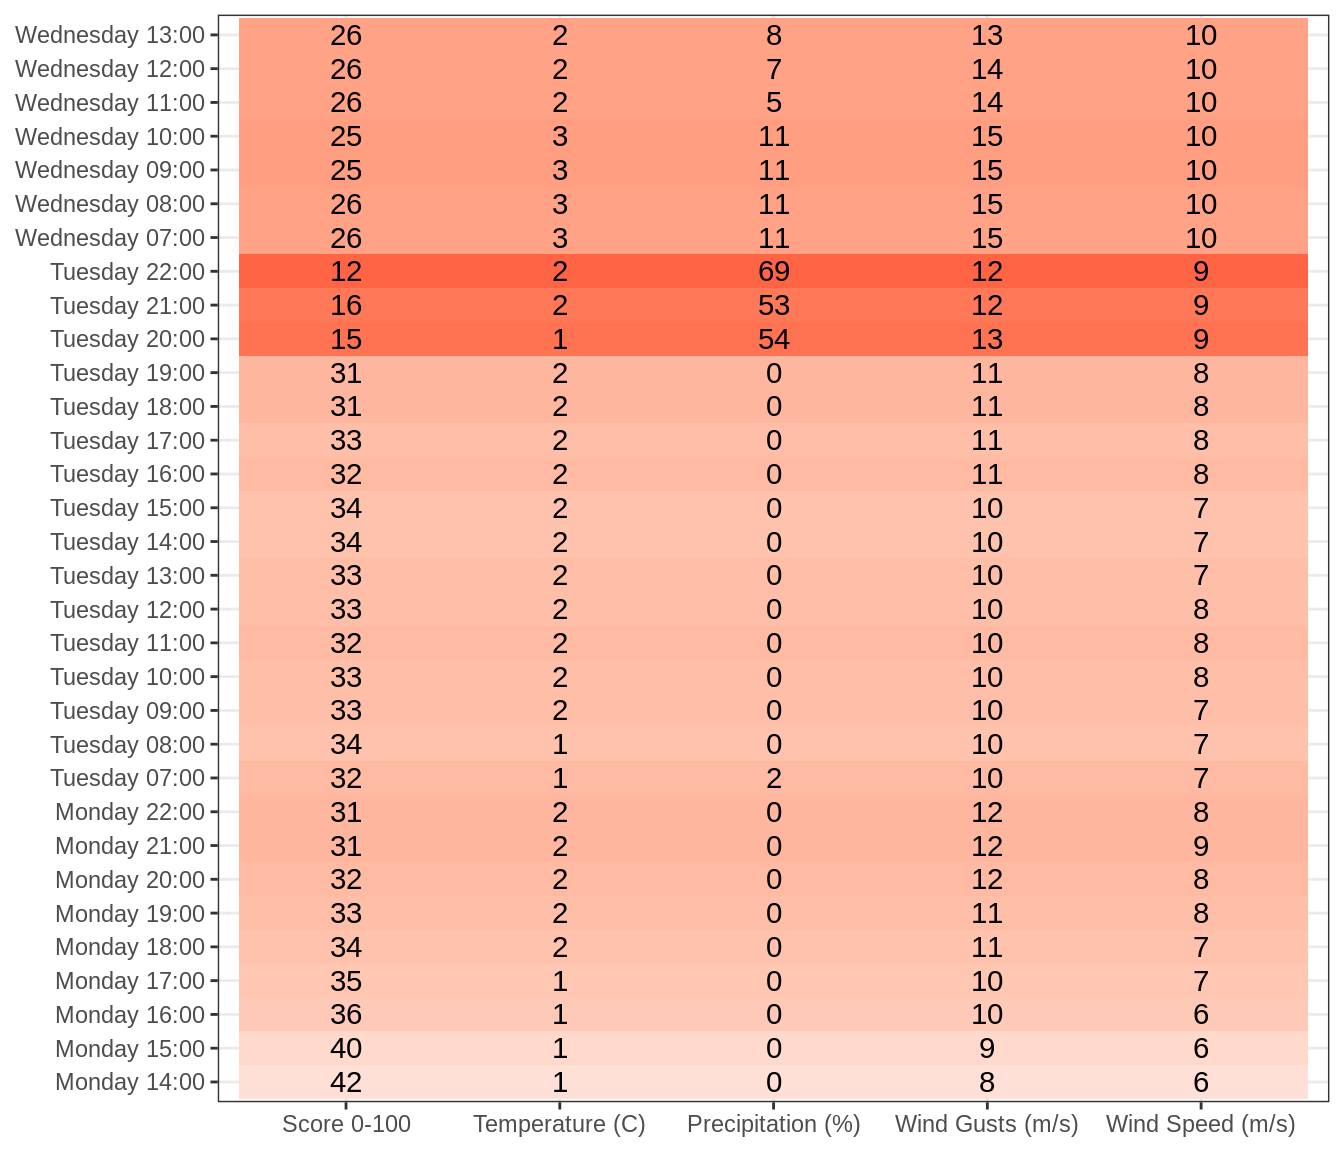 Wednesday 13:00 26 2 8 13 10
Wednesday 12:00 26 2 7 14 10
Wednesday 11:00 26 2 5 14 10
Wednesday 10:00 25 3 11 15 10
Wednesday 09:00 25 3 11 15 10
Wednesday 08:00 26 3 11 15 10
Wednesday 07:00 26 3 11 15 10
Tuesday 22:00 12 2 69 12 9
Tuesday 21:00 16 2 53 12 9
Tuesday 20:00 15 1 54 13 9
Tuesday 19:00 31 2 0 11 8
Tuesday 18:00 31 2 0 11 8
Tuesday 17:00 33 2 0 11 8
Tuesday 16:00 32 2 0 11 8
Tuesday 15:00 34 2 0 10 7
Tuesday 14:00 34 2 0 10 7
Tuesday 13:00 33 2 0 10 7
Tuesday 12:00 33 2 0 10 8
Tuesday 11:00 32 2 0 10 8
Tuesday 10:00 33 2 0 10 8
Tuesday 09:00 33 2 0 10 7
Tuesday 08:00 34 1 0 10 7
Tuesday 07:00 32 1 2 10 7
Monday 22:00 31 2 0 12 8
Monday 21:00 31 2 0 12 9
Monday 20:00 32 2 0 12 8
Monday 19:00 33 2 0 11 8
Monday 18:00 34 2 0 11 7
Monday 17:00 35 1 0 10 7
Monday 16:00 36 1 0 10 6
Monday 15:00 40 1 0 9 6
Monday 14:00 42 1 0 8 6
Score 0-100 Temperature (C) Precipitation (%) Wind Gusts (m/s) Wind Speed (m/s)